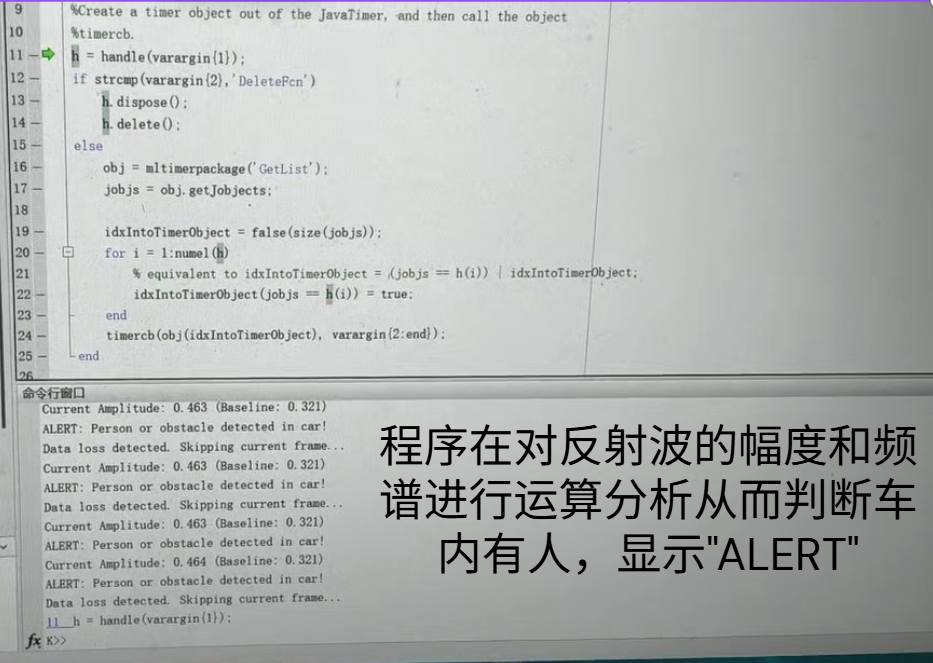 9 %Create a timer object out of the JavaTimer, and then call the object
10 %timercb.
11 — h = handle(varargin{1});
12 — if strcmp(varargin{2},'DeleteFcn')
13 — h.dispose();
14 — h.delete();
15 — else
16 — obj = mltimerpackage('GetList');
17 — jobjs = obj.getJobjects;
18
19 — idxIntoTimerObject = false(size(jobjs));
20 — for i = 1:numel(h)
21 % equivalent to idxIntoTimerObject = (jobjs == h(i)) | idxIntoTimerObject;
22 — idxIntoTimerObject(jobjs == h(i)) = true;
23 — end
24 — timercb(obj(idxIntoTimerObject), varargin{2:end});
25 — end
26
命令行窗口
Current Amplitude: 0.463 (Baseline: 0.321)
ALERT: Person or obstacle detected in car!
Data loss detected. Skipping current frame...
Current Amplitude: 0.463 (Baseline: 0.321)
ALERT: Person or obstacle detected in car!
Data loss detected. Skipping current frame...
Current Amplitude: 0.463 (Baseline: 0.321)
ALERT: Person or obstacle detected in car!
Current Amplitude: 0.464 (Baseline: 0.321)
ALERT: Person or obstacle detected in car!
Data loss detected. Skipping current frame...
11 h = handle(varargin{1});
fx K>>
程序在对反射波的幅度和频
谱进行运算分析从而判断车
内有人，显示"ALERT"